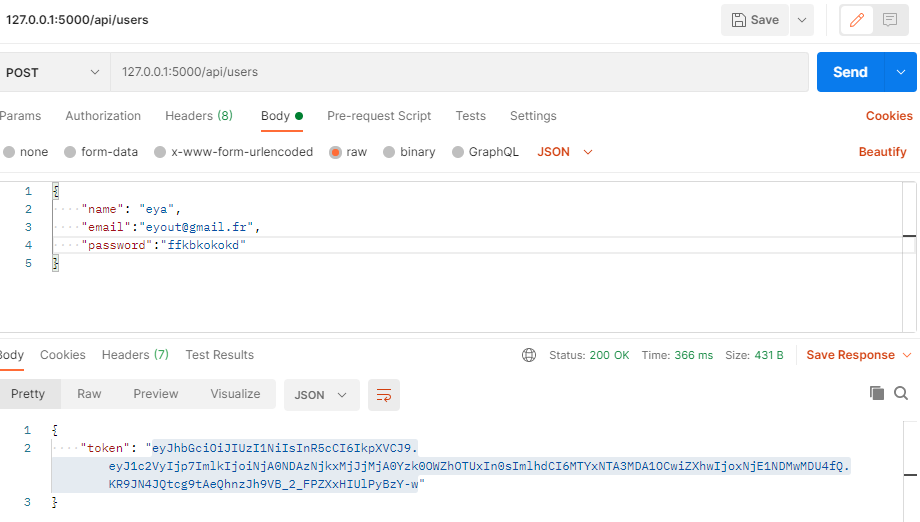 127.0.0.1:5000/api/users
Save
POST 127.0.0.1:5000/api/users Send
Params Authorization Headers (8) Body Pre-request Script Tests Settings Cookies
none form-data x-www-form-urlencoded raw binary GraphQL JSON Beautify
1 {
2 "name": "eya",
3 "email":"eyout@gmail.fr",
4 "password":"ffkbkokokd"
5 }
Body Cookies Headers (7) Test Results Status: 200 OK Time: 366 ms Size: 431 B Save Response
Pretty Raw Preview Visualize JSON
1 {
2 "token": "eyJhbGciOiJIUzI1NiIsInR5cCI6IkpXVCJ9.
eyJ1c2VyIjp7ImlkIjoiNjA0NDAzNjkxMjJjMjA0Yzk0OWZhOTUxIn0sImlhdCI6MTYxNTA3MDA1OCwiZXhwIjoxNjE1NDMwMDU4fQ.
KR9JN4JQtcg9tAeQhnzJh9VB_2_FPZXxHIUlPyBzY-w"
3 }